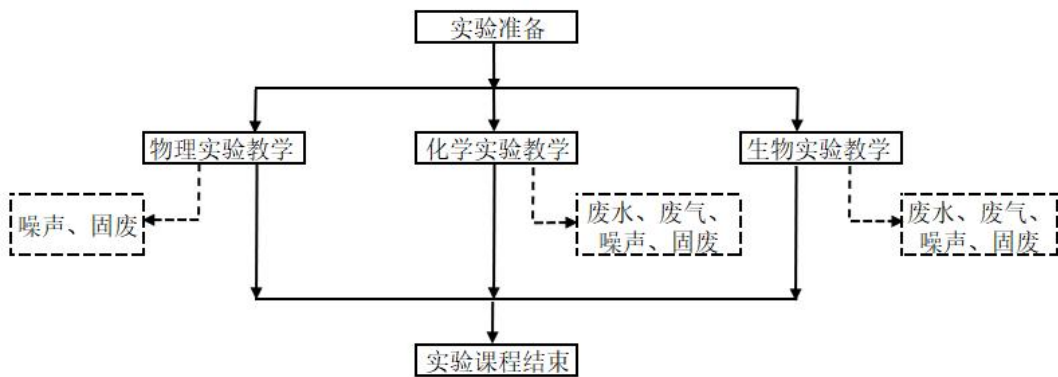 实验准备
物理实验教学
化学实验教学
生物实验教学
噪声、固废
废水、废气、
噪声、固废
废水、废气、
噪声、固废
实验课程结束